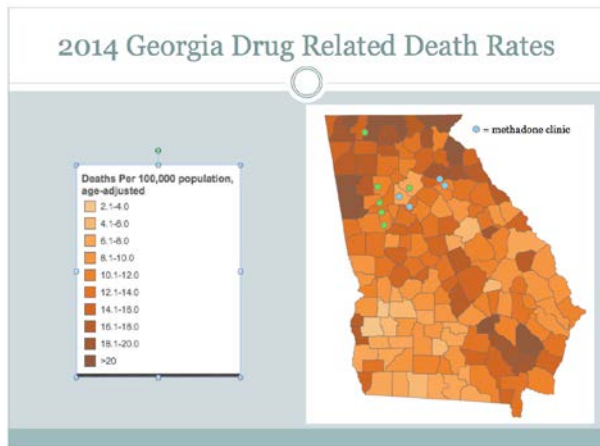 2014 Georgia Drug Related Death Rates
= methadone clinic
Deaths Per 100,000 population,
age-adjusted
2.1-4.0
4.1-6.0
6.1-8.0
8.1-10.0
10.1-12.0
12.1-14.0
14.1-16.0
16.1-18.0
18.1-20.0
>20